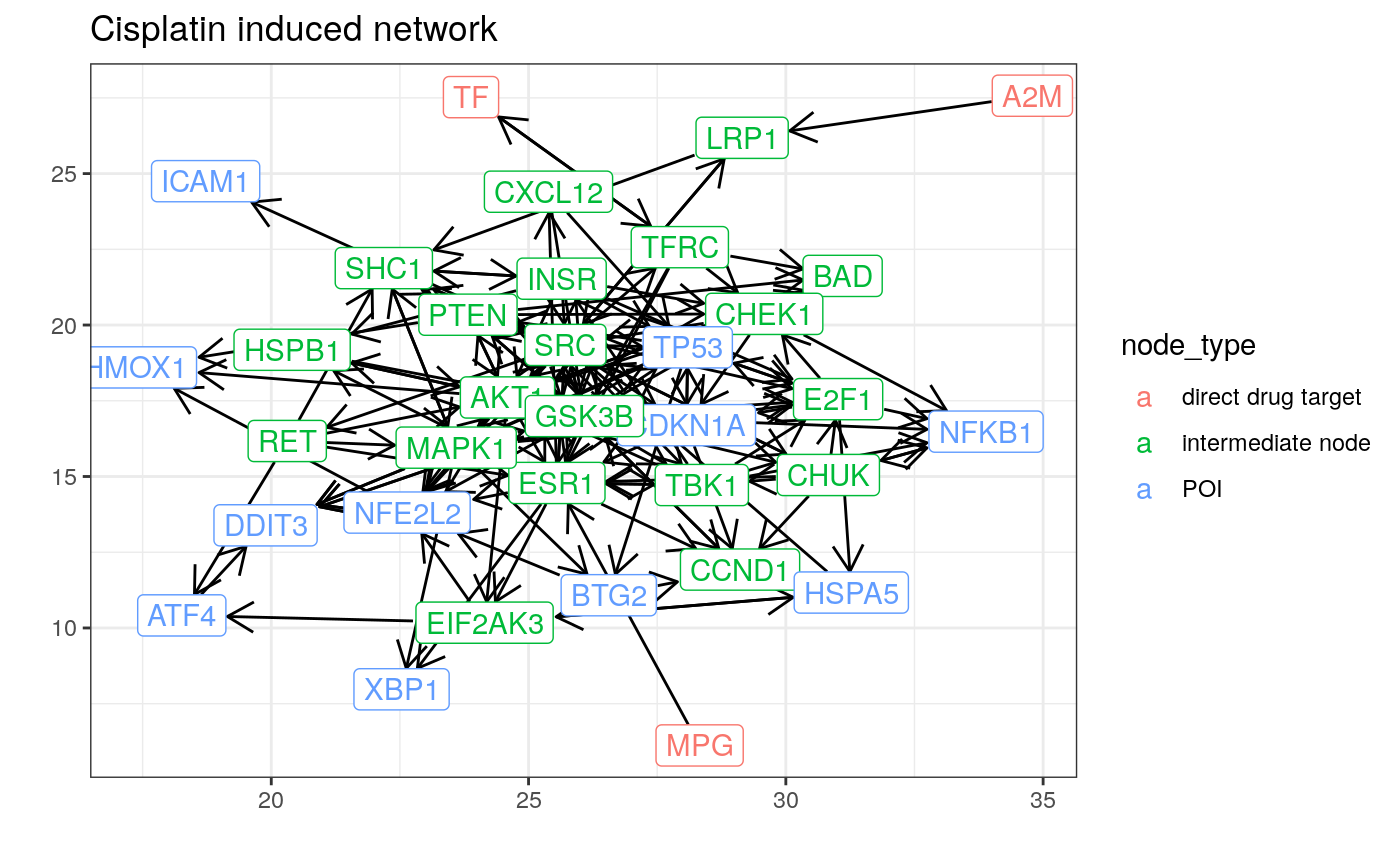 Cisplatin induced network
TF
A2M
LRP1
25
ICAM1
CXCL12
TFRC
SHC1
INSR
BAD
PTEN
CHEK1
20
HSPB1
SRC
TP53
HMOX1
AKT1
E2F1
GSK3B
CDKN1A
NFKB1
RET
MAPK1
15
ESR1
TBK1
CHUK
DDIT3
NFE2L2
CCND1
BTG2
HSPA5
ATF4
EIF2AK3
10
XBP1
MPG
20
25
30
35
node_type
a direct drug target
a intermediate node
a POI